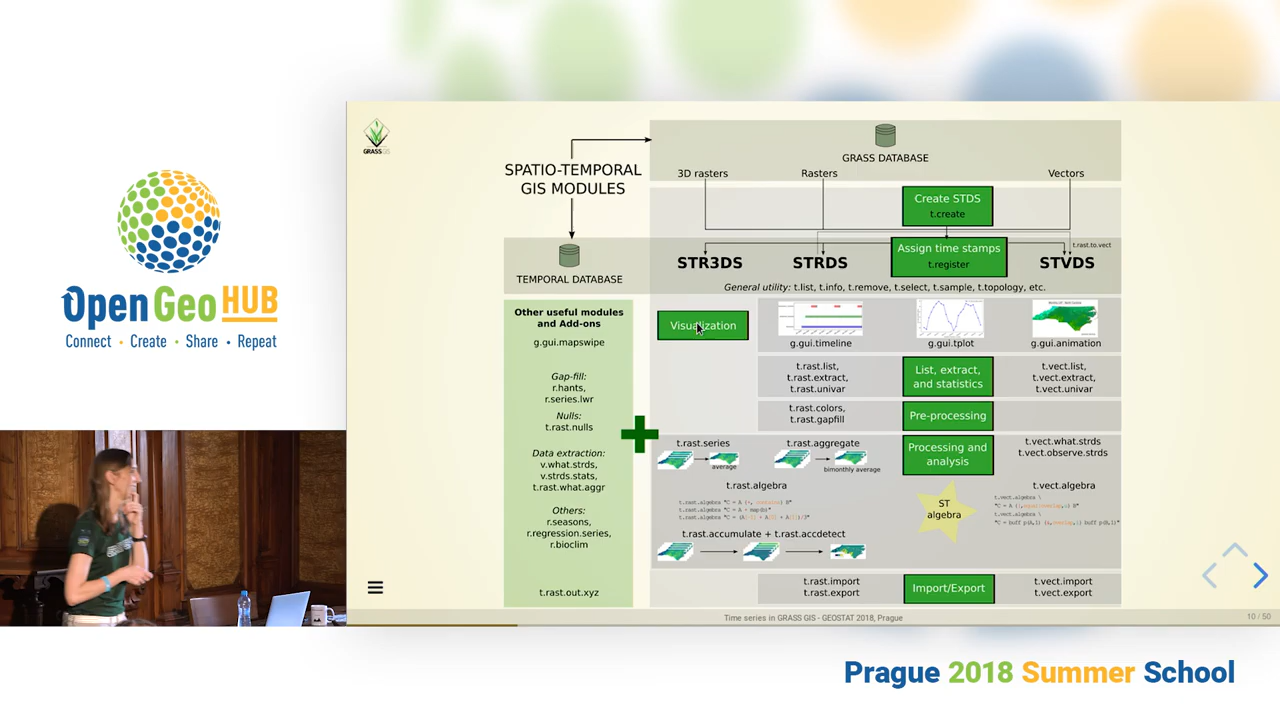 OpenGeoHUB
Connect • Create • Share • Repeat
GRASS GIS
SPATIO-TEMPORAL
GIS MODULES
GRASS DATABASE
3D rasters
Rasters
Vectors
Create STDS
t.create
TEMPORAL DATABASE
STR3DS
STRDS
Assign time stamps
t.register
STVDS
t.rast.to.vect
General utility: t.list, t.info, t.remove, t.select, t.sample, t.topology, etc.
Other useful modules
and Add-ons
g.gui.mapswipe
Gap-fill:
r.hants,
r.series.lwr
Nulls:
t.rast.nulls
Data extraction:
v.what.strds,
v.strds.stats,
t.rast.what.aggr
Others:
r.seasons,
r.regression.series,
r.bioclim
t.rast.out.xyz
Visualization
g.gui.timeline
g.gui.tplot
g.gui.animation
t.rast.list,
t.rast.extract,
t.rast.univar
List, extract,
and statistics
t.vect.list,
t.vect.extract,
t.vect.univar
t.rast.colors,
t.rast.gapfill
Pre-processing
t.rast.series
average
t.rast.aggregate
bimonthly average
Processing and
analysis
t.vect.what.strds
t.vect.observe.strds
t.rast.algebra
ST
algebra
t.vect.algebra
t.vect.algebra \
t.vect.algebra \
t.rast.accumulate + t.rast.accdetect
t.rast.import
t.rast.export
Import/Export
t.vect.import
t.vect.export
Time series in GRASS GIS - GEOSTAT 2018, Prague
10 / 50
Prague 2018 Summer School